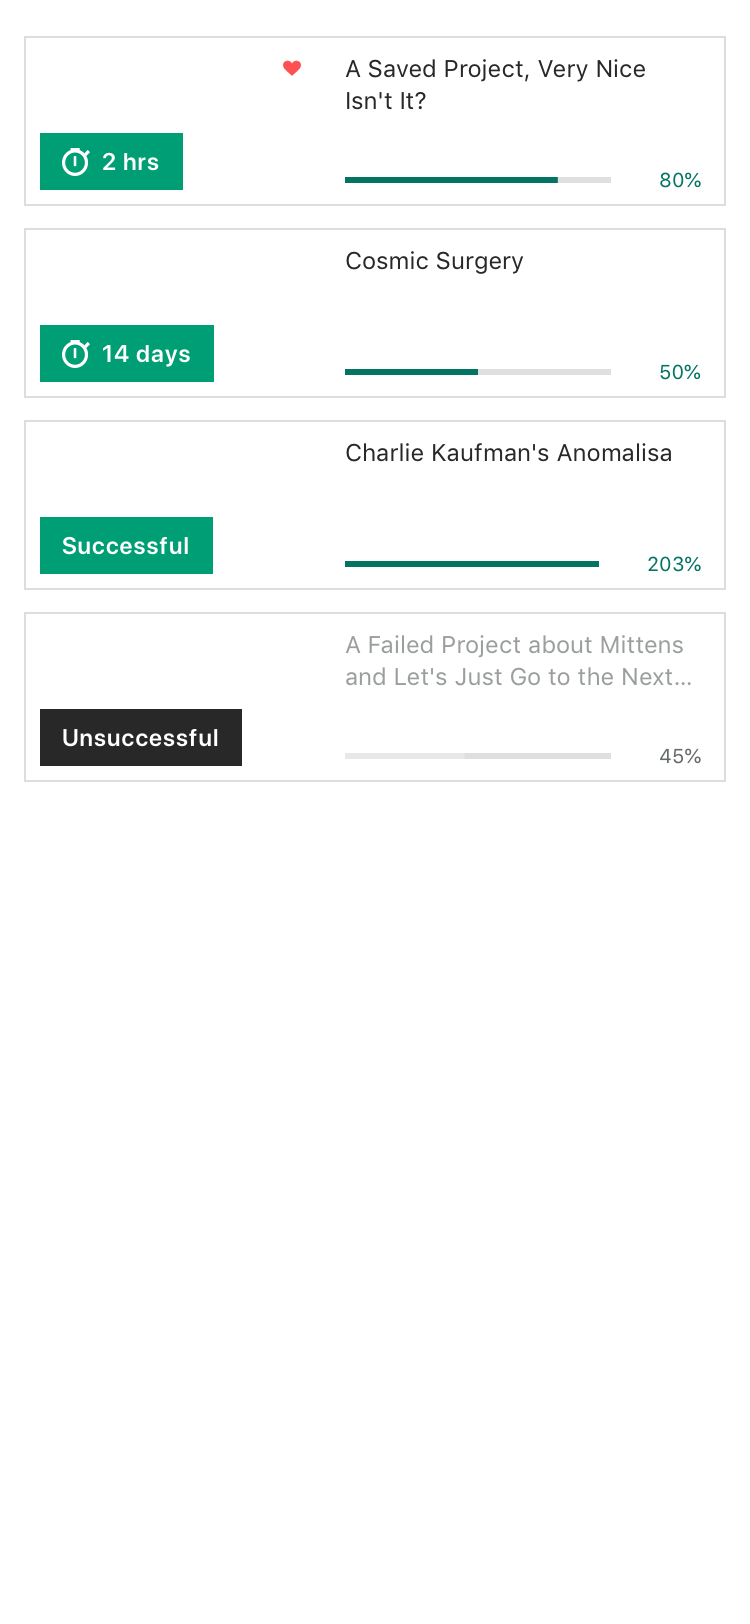 A Saved Project, Very Nice
Isn't It?
2 hrs
80%
Cosmic Surgery
14 days
50%
Charlie Kaufman's Anomalisa
Successful
203%
A Failed Project about Mittens
and Let's Just Go to the Next...
Unsuccessful
45%